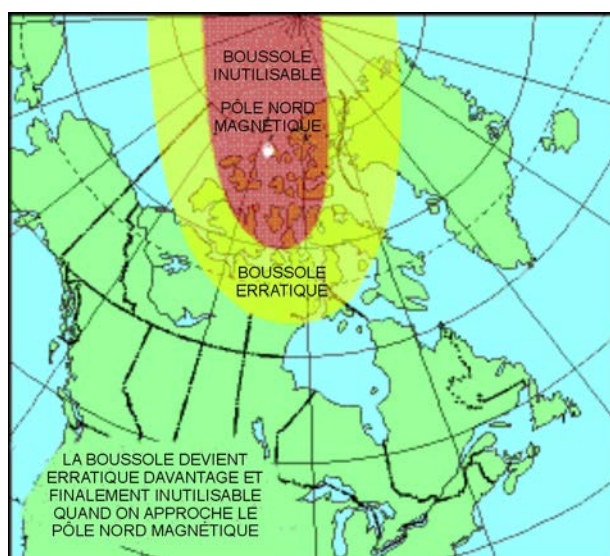 BOUSSOLE
INUTILISABLE
PÔLE NORD
MAGNÉTIQUE
BOUSSOLE
ERRATIQUE
LA BOUSSOLE DEVIENT
ERRATIQUE DAVANTAGE ET
FINALEMENT INUTILISABLE
QUAND ON APPROCHE LE
PÔLE NORD MAGNÉTIQUE